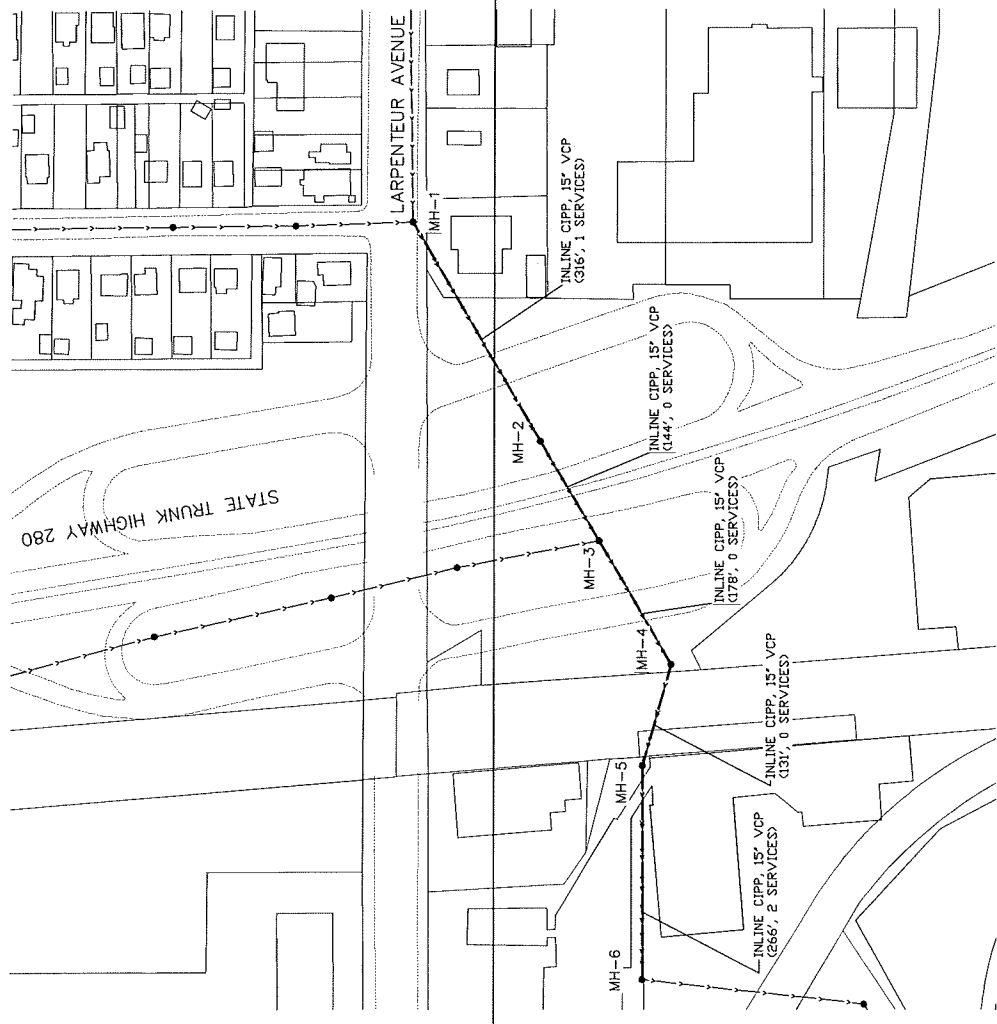 LARPENTEUR AVENUE
MH-1
INLINE CIPP, 15" VCP
(316', 1 SERVICES)
MH-2
INLINE CIPP, 15" VCP
(144', 0 SERVICES)
STATE TRUNK HIGHWAY 280
MH-3
INLINE CIPP, 15" VCP
(178', 0 SERVICES)
MH-4
INLINE CIPP, 15" VCP
(131', 0 SERVICES)
MH-5
INLINE CIPP, 15" VCP
(266', 2 SERVICES)
MH-6